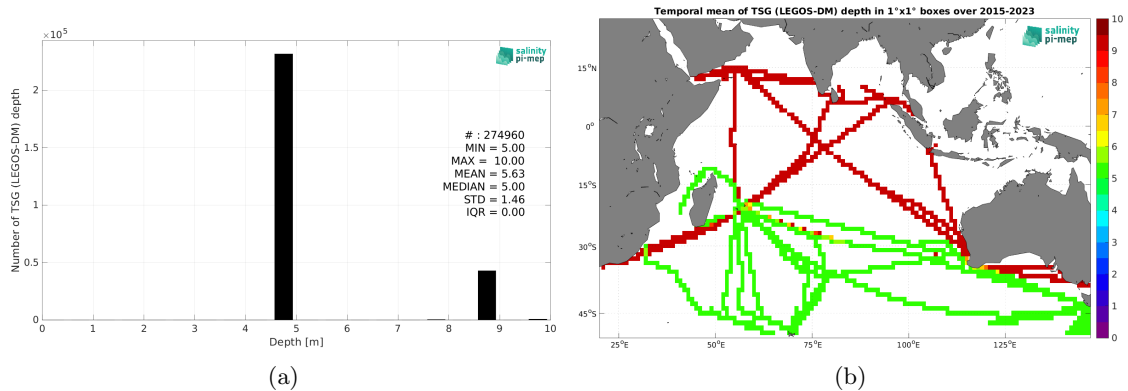 ×10^5
2
1.5
1
0.5
0
0 1 2 3 4 5 6 7 8 9 10
Number of TSG (LEGOS-DM) depth
Depth [m]
salinity
pi-mep
# : 274960
MIN = 5.00
MAX = 10.00
MEAN = 5.63
MEDIAN = 5.00
STD = 1.46
IQR = 0.00
(a)
Temporal mean of TSG (LEGOS-DM) depth in 1°x1° boxes over 2015-2023
salinity
pi-mep
15°N
0°
15°S
30°S
45°S
25°E 50°E 75°E 100°E 125°E
10
9
8
7
6
5
4
3
2
1
0
(b)